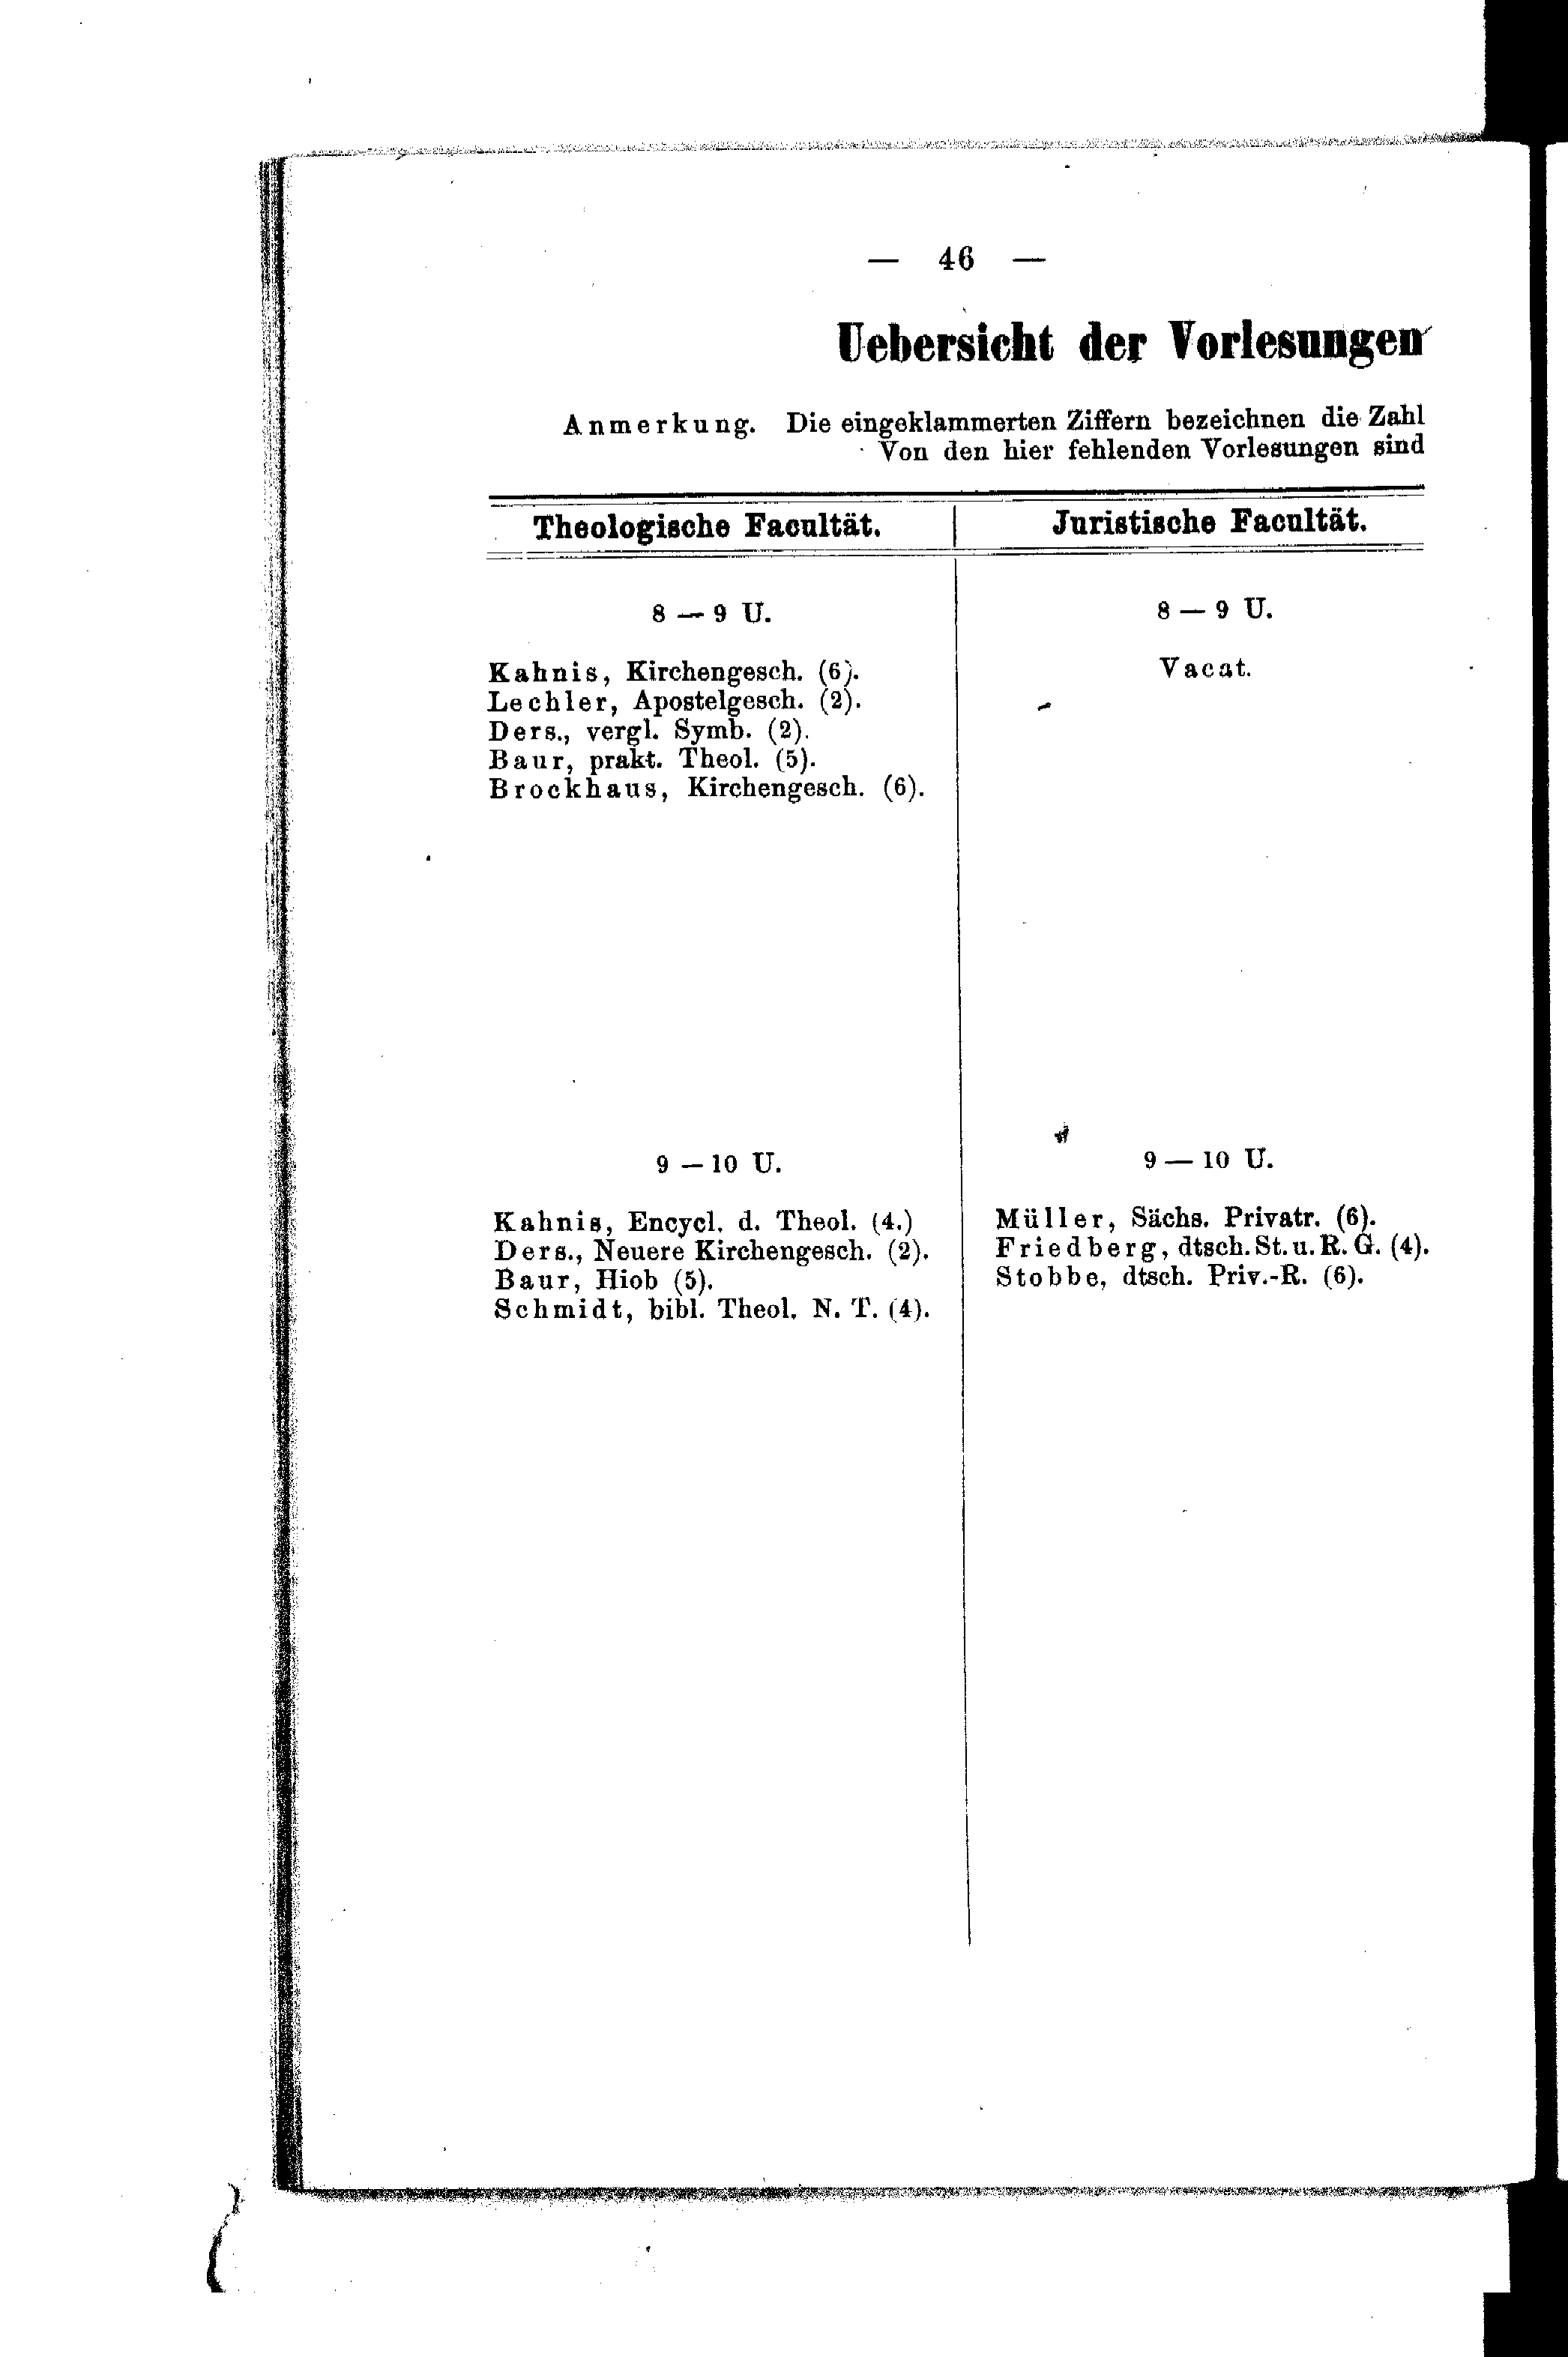 — 46 —
Uebersicht der Vorlesungen
Anmerkung. Die eingeklammerten Ziffern bezeichnen die Zahl
Von den hier fehlenden Vorlesungen sind
Theologische Facultät.
8 — 9 U.
Kahnis, Kirchengesch. (6).
Lechler, Apostelgesch. (2).
Ders., vergl. Symb. (2).
Baur, prakt. Theol. (5).
Brockhaus, Kirchengesch. (6).
9 — 10 U.
Kahnis, Encycl. d. Theol. (4.)
Ders., Neuere Kirchengesch. (2).
Baur, Hiob (5).
Schmidt, bibl. Theol. N. T. (4).
Juristische Facultät.
8 — 9 U.
Vacat.
9 — 10 U.
Müller, Sächs. Privatr. (6).
Friedberg, dtsch. St. u. R. G. (4).
Stobbe, dtsch. Priv.-R. (6).